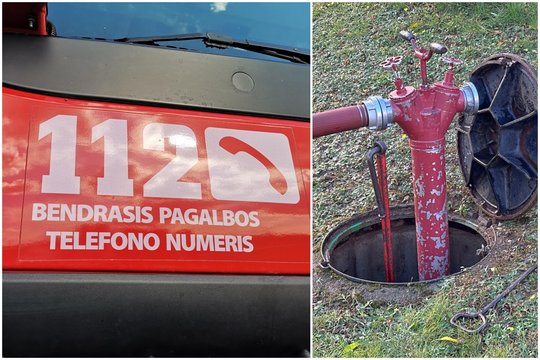 112
BENDRASIS PAGALBOS
TELEFONO NUMERIS